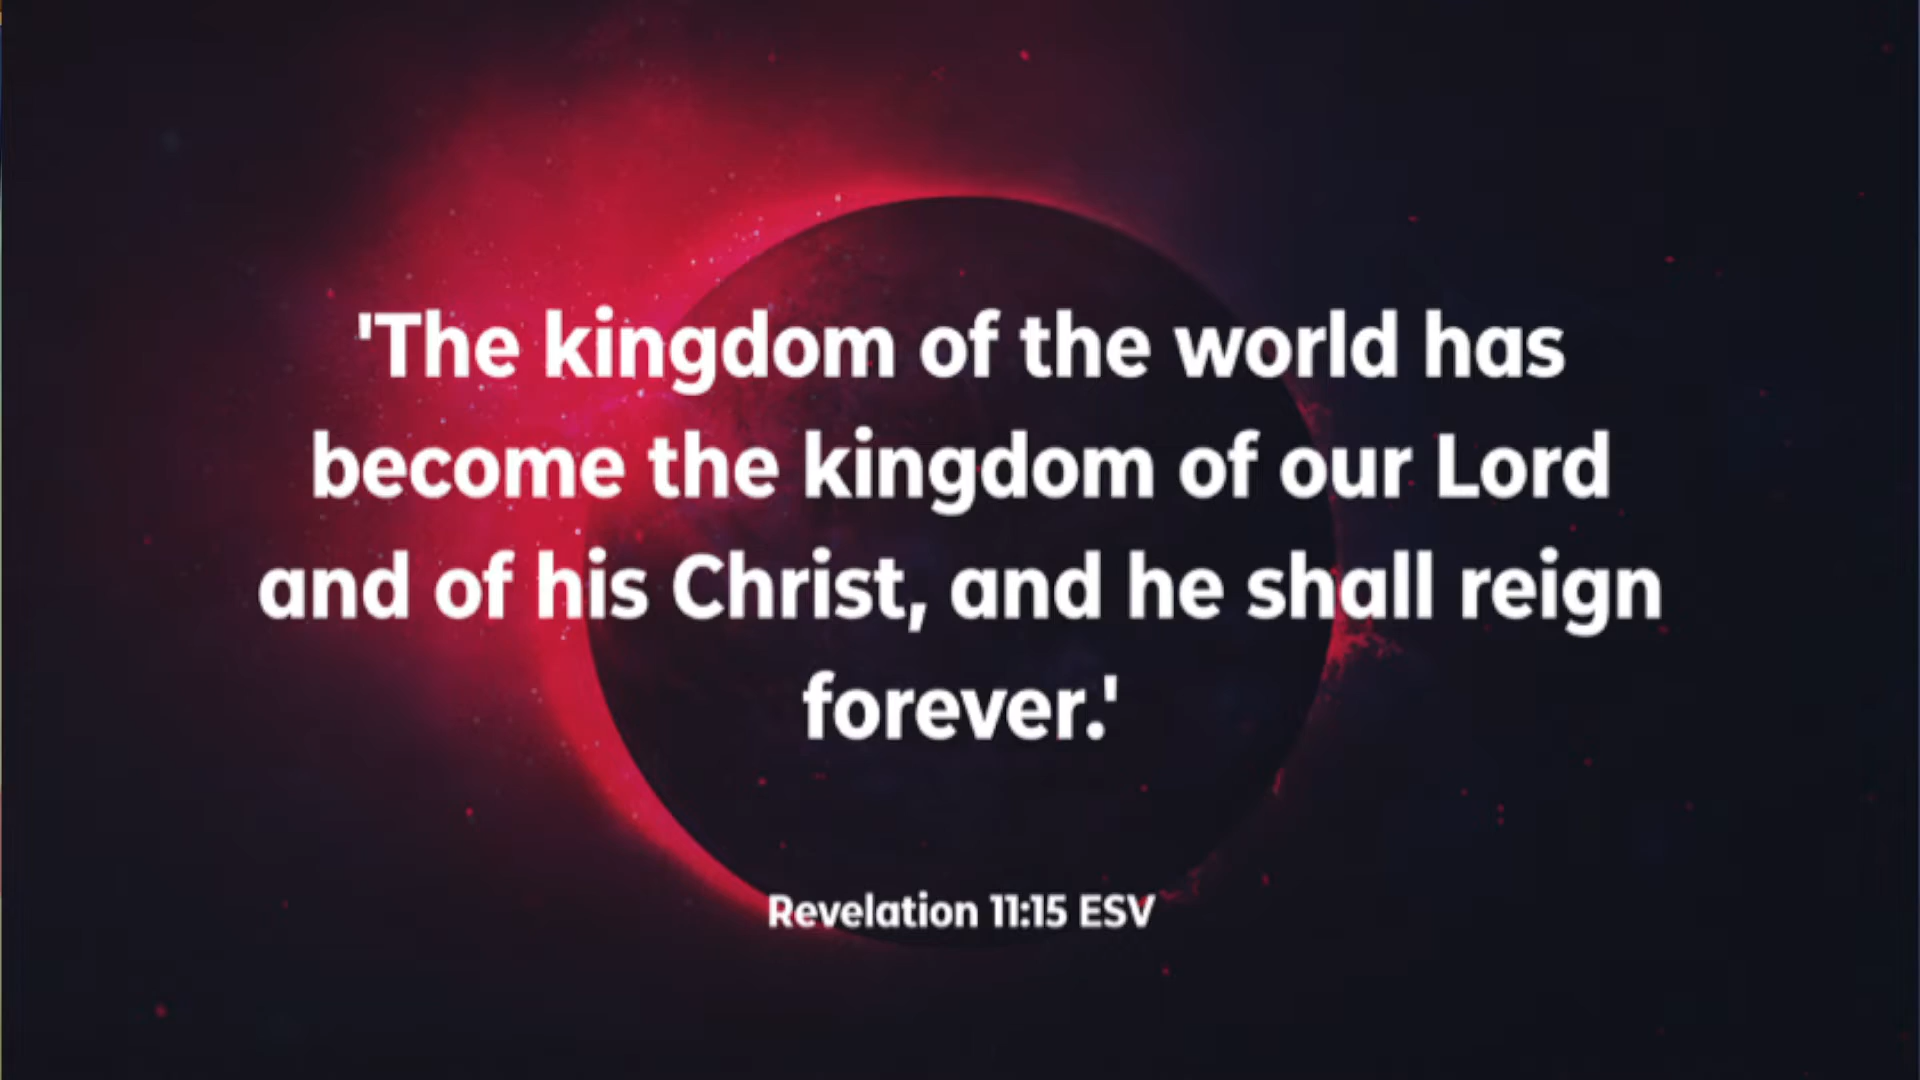 'The kingdom of the world has
become the kingdom of our Lord
and of his Christ, and he shall reign
forever.'
Revelation 11:15 ESV